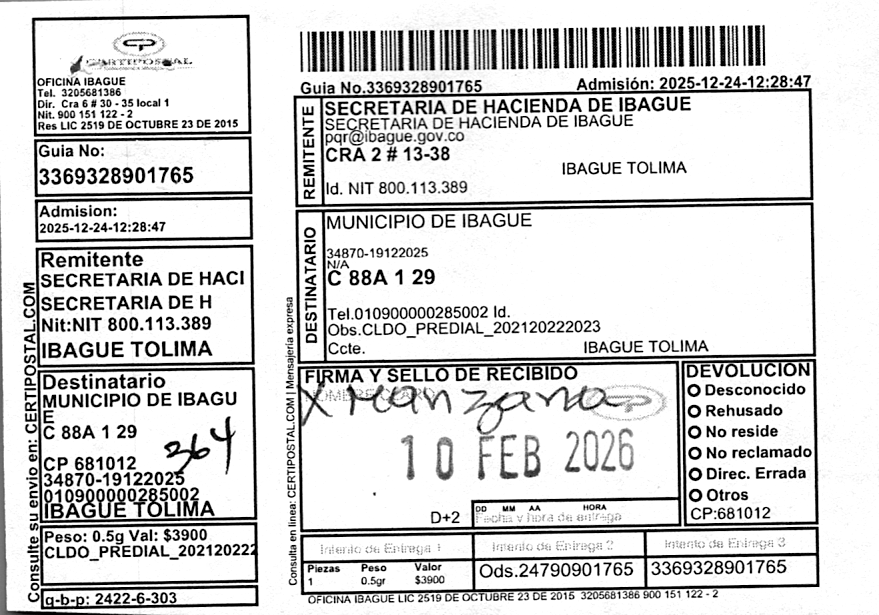 CERTIPOSTAL
OFICINA IBAGUE
Tel. 3205681386
Dir. Cra 6 # 30 - 35 local 1
Nit. 900 151 122 - 2
Res LIC 2519 DE OCTUBRE 23 DE 2015
Guia No:
3369328901765
Admision:
2025-12-24-12:28:47
Remitente
SECRETARIA DE HACI
SECRETARIA DE H
Nit:NIT 800.113.389
IBAGUE TOLIMA
Destinatario
MUNICIPIO DE IBAGU
E
C 88A 1 29
364
CP 681012
34870-19122025
010900000285002
IBAGUE TOLIMA
Peso: 0.5g Val: $3900
CLDO_PREDIAL_202120222
q-b-p: 2422-6-303
Consulte su envio en: CERTIPOSTAL.COM
Guia No.3369328901765 Admisión: 2025-12-24-12:28:47
REMITENTE
SECRETARIA DE HACIENDA DE IBAGUE
SECRETARIA DE HACIENDA DE IBAGUE
pqr@ibague.gov.co
CRA 2 # 13-38
IBAGUE TOLIMA
Id. NIT 800.113.389
DESTINATARIO
MUNICIPIO DE IBAGUE
34870-19122025
N/A
C 88A 1 29
Tel.010900000285002 Id.
Obs.CLDO_PREDIAL_202120222023
Ccte. IBAGUE TOLIMA
Consulta en línea: CERTIPOSTAL.COM | Mensajería expresa
FIRMA Y SELLO DE RECIBIDO
X manzana
10 FEB 2026
D+2
DD MM AA HORA
Fecha y hora de entrega
DEVOLUCION
Desconocido
Rehusado
No reside
No reclamado
Direc. Errada
Otros
CP:681012
Intento de Entrega 1 Intento de Entrega 2 Intento de Entrega 3
Piezas Peso Valor
1 0.5gr $3900
Ods.24790901765
3369328901765
OFICINA IBAGUE LIC 2519 DE OCTUBRE 23 DE 2015 3205681386 900 151 122 - 2